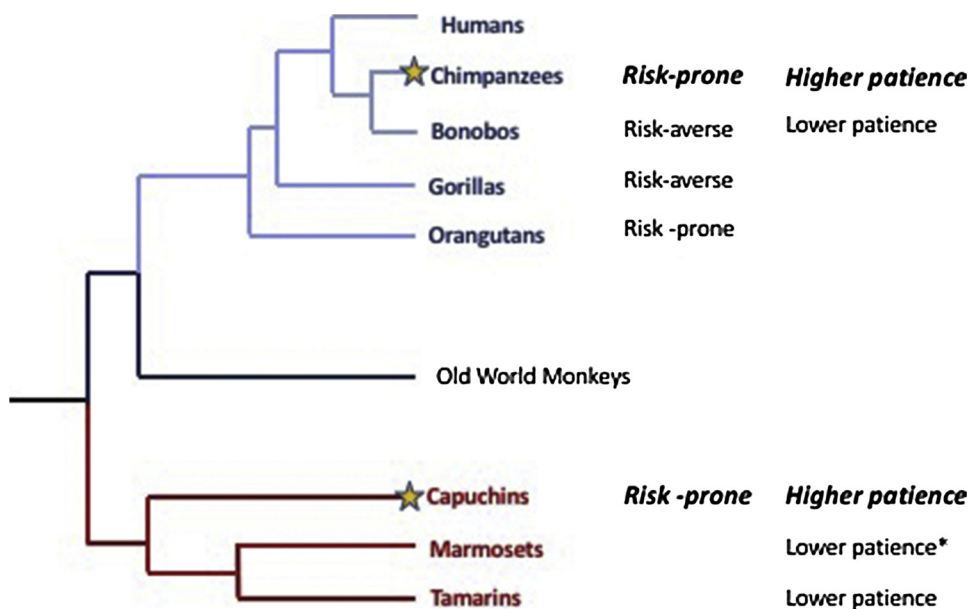 Humans
Chimpanzees Risk-prone Higher patience
Bonobos Risk-averse Lower patience
Gorillas Risk-averse
Orangutans Risk -prone
Old World Monkeys
Capuchins Risk -prone Higher patience
Marmosets Lower patience*
Tamarins Lower patience